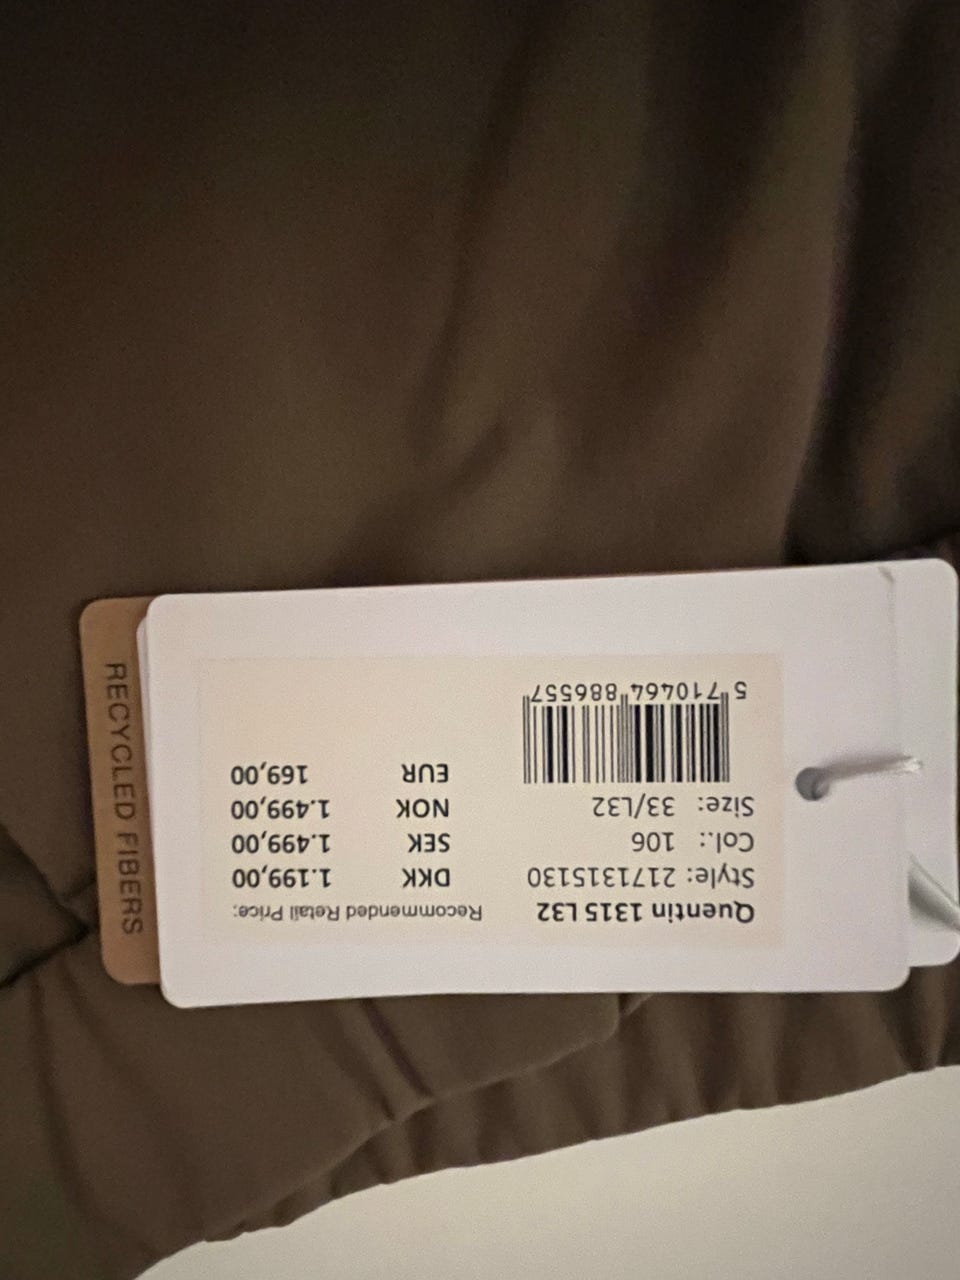 Quentin 1315 L32
Style: 2171315130
Col.: 106
Size: 33/L32
5 710464 886557
Recommended Retail Price:
DKK 1.199,00
SEK 1.499,00
NOK 1.499,00
EUR 169,00
RECYCLED FIBERS